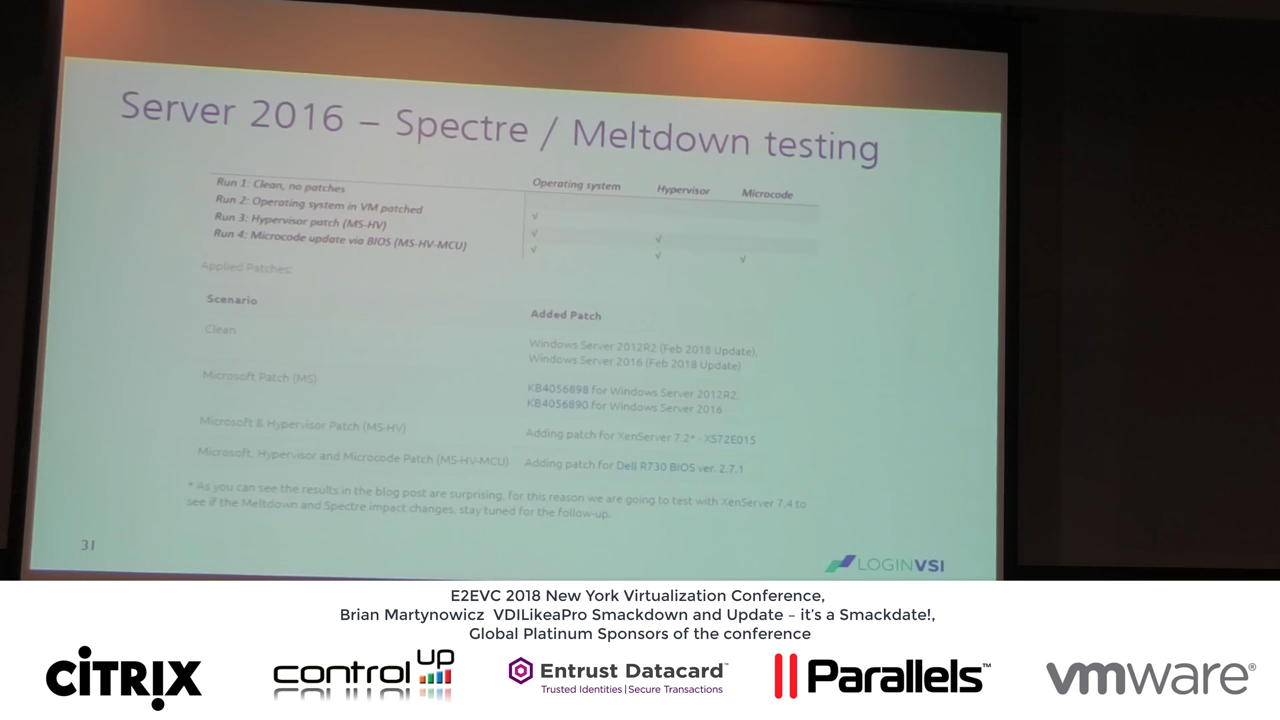 Server 2016 – Spectre / Meltdown testing
Operating system Hypervisor Microcode
Run 1: Clean, no patches
Run 2: Operating system in VM patched √
Run 3: Hypervisor patch (MS-HV) √ √
Run 4: Microcode update via BIOS (MS-HV-MCU) √ √ √
Applied Patches:
Scenario Added Patch
Clean Windows Server 2012R2 (Feb 2018 Update),
Windows Server 2016 (Feb 2018 Update)
Microsoft Patch (MS) KB4056898 for Windows Server 2012R2,
KB4056890 for Windows Server 2016
Microsoft & Hypervisor Patch (MS-HV) Adding patch for XenServer 7.2* - XS72E015
Microsoft, Hypervisor and Microcode Patch (MS-HV-MCU) Adding patch for Dell R730 BIOS ver. 2.7.1
* As you can see the results in the blog post are surprising, for this reason we are going to test with XenServer 7.4 to
see if the Meltdown and Spectre impact changes, stay tuned for the follow-up.
31
LOGINVSI
E2EVC 2018 New York Virtualization Conference,
Brian Martynowicz VDILikeaPro Smackdown and Update – it's a Smackdate!,
Global Platinum Sponsors of the conference
CiTRiX
control UP
Entrust Datacard™
Trusted Identities | Secure Transactions
Parallels™
vmware®